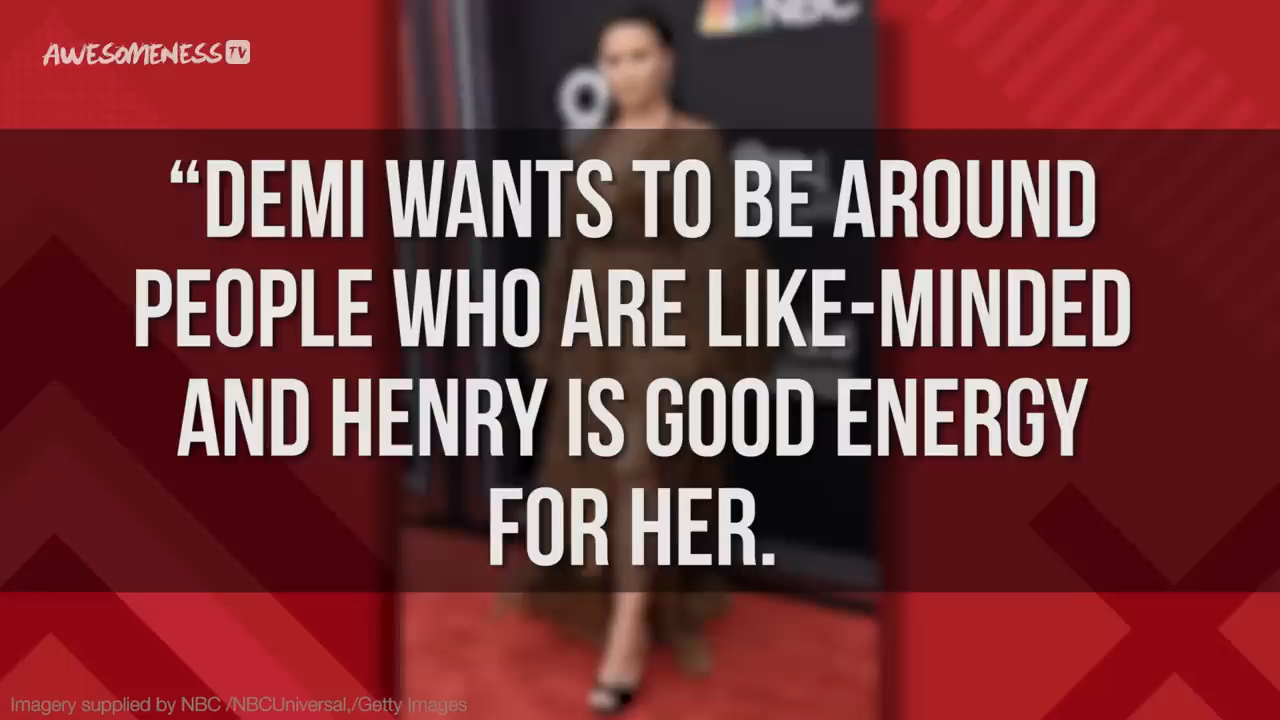 AWESOMENESS TV
NBC
“DEMI WANTS TO BE AROUND
PEOPLE WHO ARE LIKE-MINDED
AND HENRY IS GOOD ENERGY
FOR HER.
Imagery supplied by NBC /NBCUniversal,/Getty Images